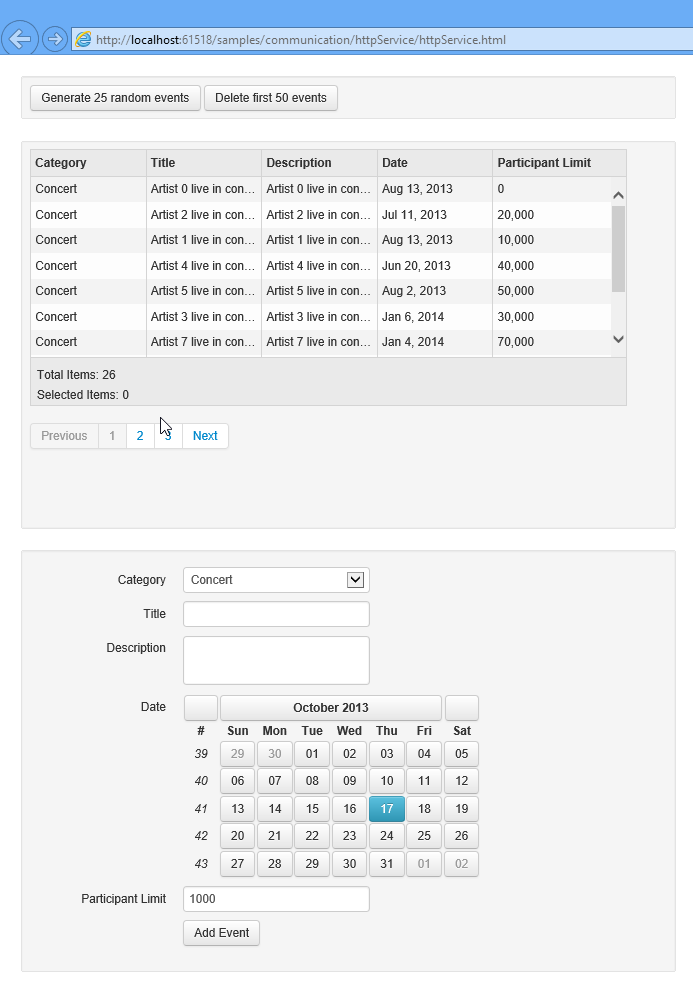 http://localhost:61518/samples/communication/httpService/httpService.html
Generate 25 random events Delete first 50 events
Category Title Description Date Participant Limit
Concert Artist 0 live in con... Artist 0 live in con... Aug 13, 2013 0
Concert Artist 2 live in con... Artist 2 live in con... Jul 11, 2013 20,000
Concert Artist 1 live in con... Artist 1 live in con... Aug 13, 2013 10,000
Concert Artist 4 live in con... Artist 4 live in con... Jun 20, 2013 40,000
Concert Artist 5 live in con... Artist 5 live in con... Aug 2, 2013 50,000
Concert Artist 3 live in con... Artist 3 live in con... Jan 6, 2014 30,000
Concert Artist 7 live in con... Artist 7 live in con... Jan 4, 2014 70,000
Total Items: 26
Selected Items: 0
Previous 1 2 3 Next
Category Concert
Title
Description
Date October 2013
# Sun Mon Tue Wed Thu Fri Sat
39 29 30 01 02 03 04 05
40 06 07 08 09 10 11 12
41 13 14 15 16 17 18 19
42 20 21 22 23 24 25 26
43 27 28 29 30 31 01 02
Participant Limit 1000
Add Event